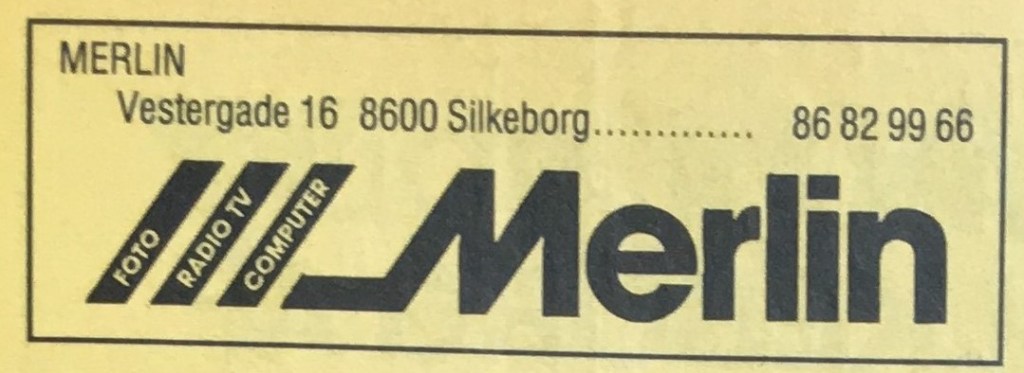 MERLIN
Vestergade 16 8600 Silkeborg............. 86 82 99 66
FOTO
RADIO TV
COMPUTER
Merlin